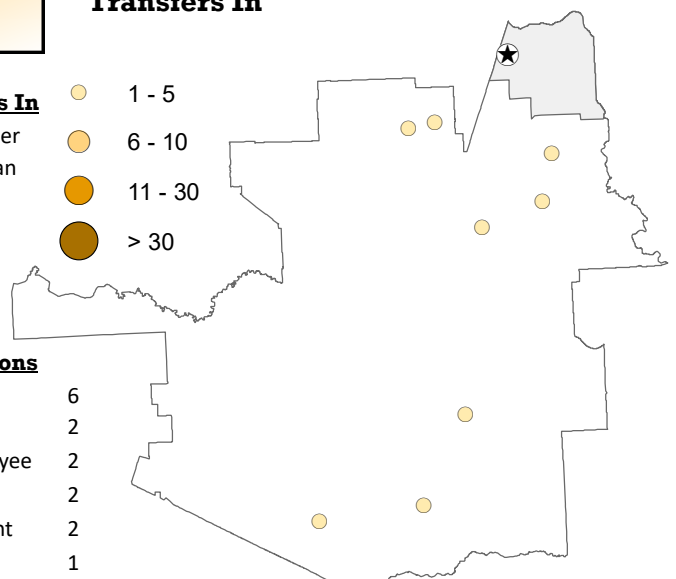 Transfers In
s In
er
an
1 - 5
6 - 10
11 - 30
> 30
ons
6
2
yee 2
2
nt 2
1